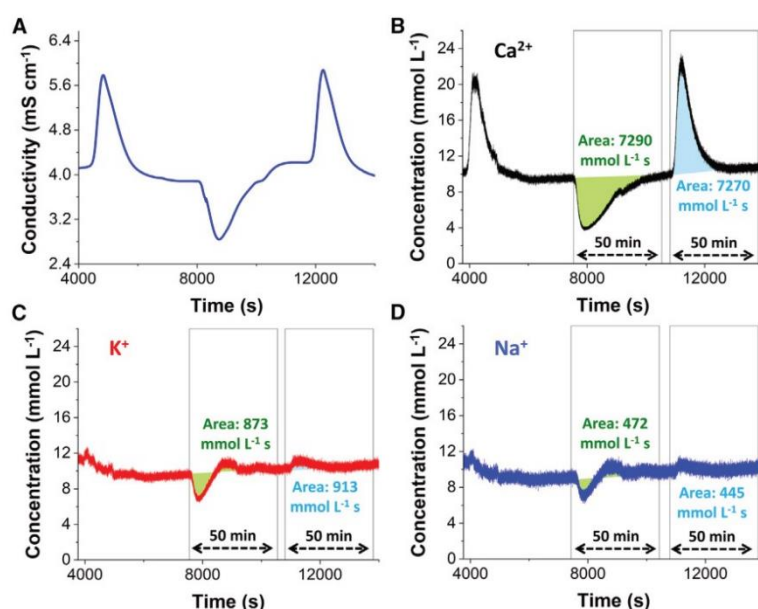 A
Conductivity (mS cm⁻¹)
6.4
5.6
4.8
4.0
3.2
2.4
4000 8000 12000
Time (s)
B
Concentration (mmol L⁻¹)
24
20
16
12
8
4
0
Ca²⁺
Area: 7290
mmol L⁻¹ s
Area: 7270
mmol L⁻¹ s
50 min
50 min
4000 8000 12000
Time (s)
C
Concentration (mmol L⁻¹)
24
20
16
12
8
4
0
K⁺
Area: 873
mmol L⁻¹ s
Area: 913
mmol L⁻¹ s
50 min
50 min
4000 8000 12000
Time (s)
D
Concentration (mmol L⁻¹)
24
20
16
12
8
4
0
Na⁺
Area: 472
mmol L⁻¹ s
Area: 445
mmol L⁻¹ s
50 min
50 min
4000 8000 12000
Time (s)